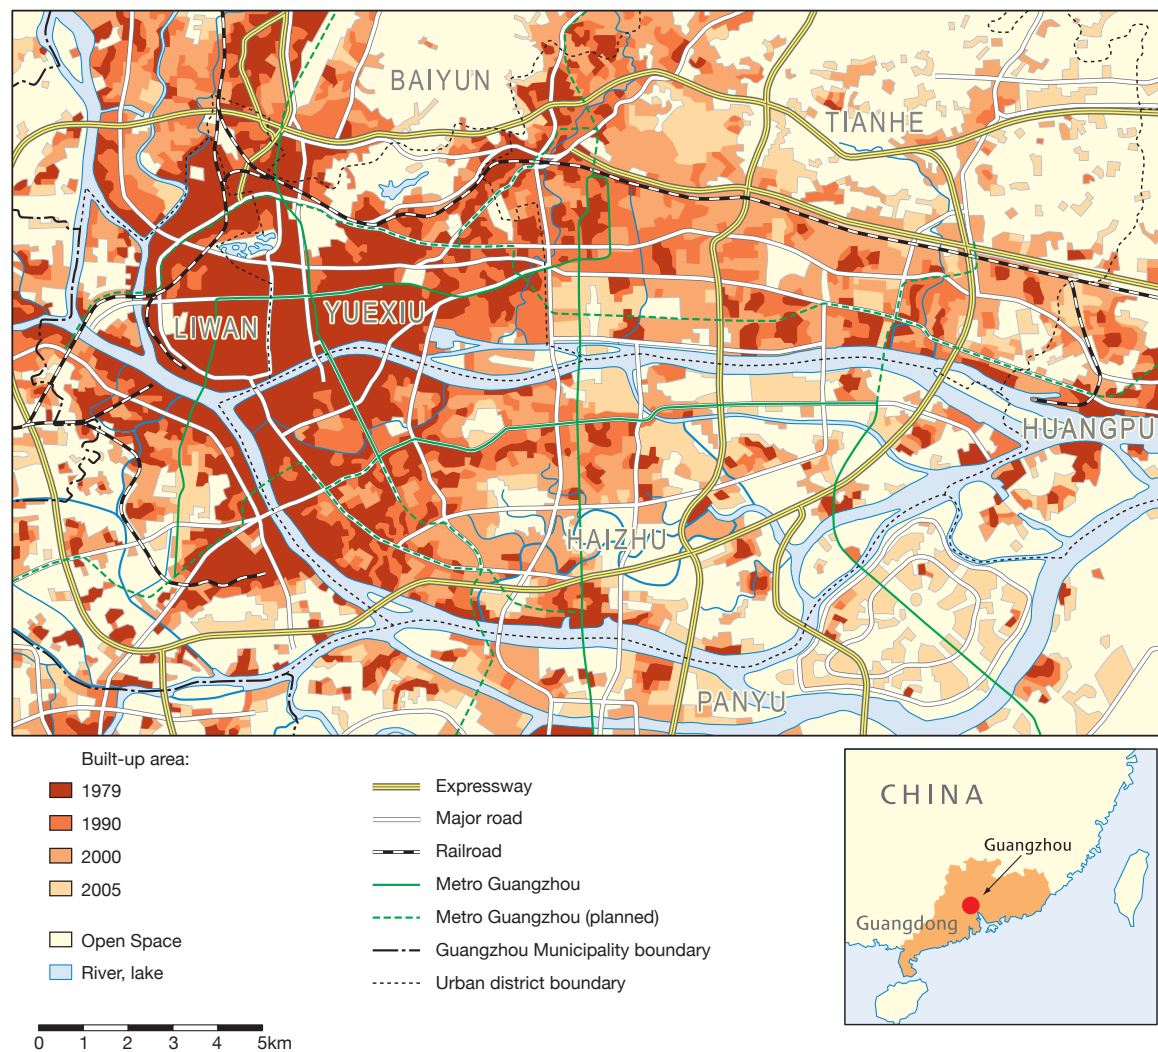 BAIYUN
TIANHE
LIWAN
YUEXIU
HUANGPU
HAIZHU
PANYU
Built-up area:
1979
1990
2000
2005
Open Space
River, lake
Expressway
Major road
Railroad
Metro Guangzhou
Metro Guangzhou (planned)
Guangzhou Municipality boundary
Urban district boundary
0 1 2 3 4 5km
CHINA
Guangzhou
Guangdong